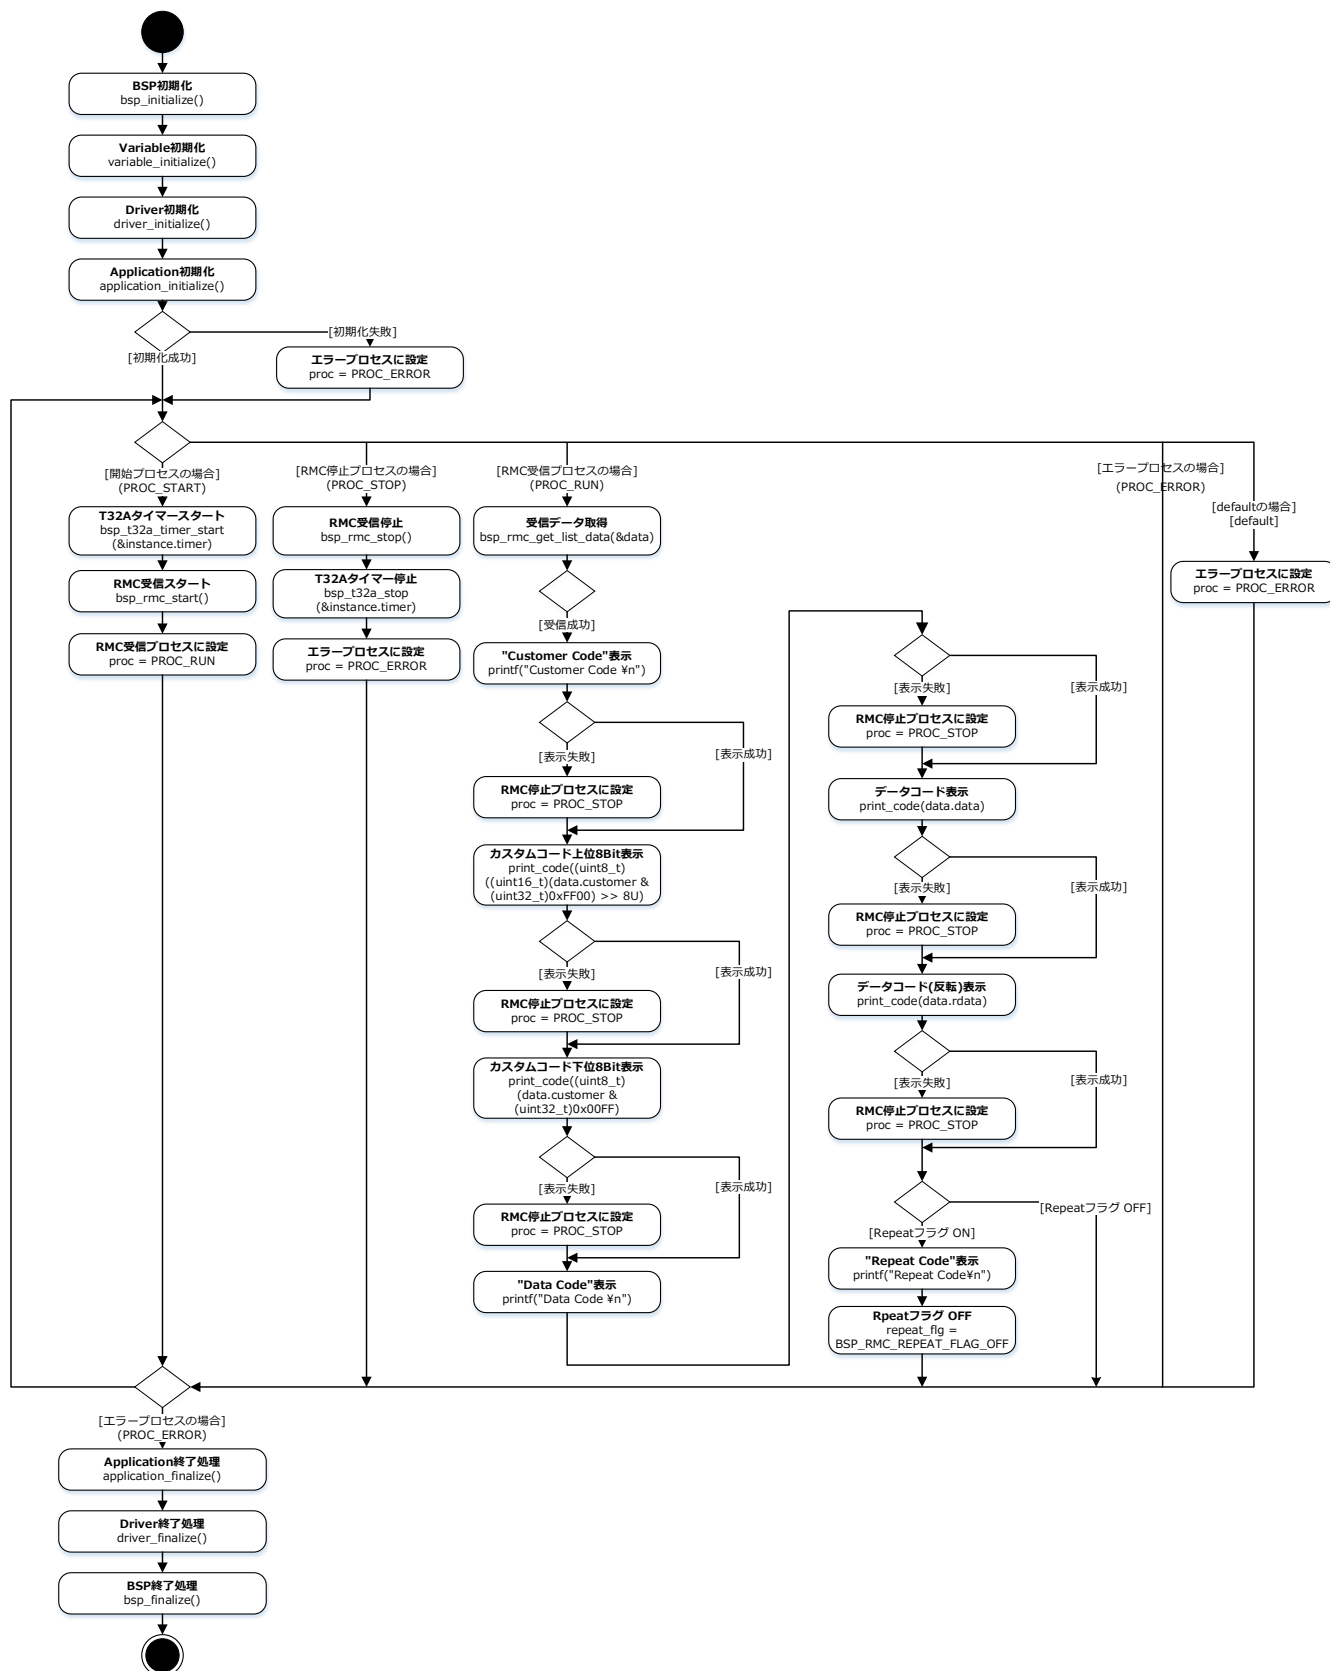 BSP初期化
bsp_initialize()
Variable初期化
variable_initialize()
Driver初期化
driver_initialize()
Application初期化
application_initialize()
[初期化失敗]
[初期化成功]
エラープロセスに設定
proc = PROC_ERROR
[開始プロセスの場合]
(PROC_START)
T32Aタイマースタート
bsp_t32a_timer_start
(&instance.timer)
RMC受信スタート
bsp_rmc_start()
RMC受信プロセスに設定
proc = PROC_RUN
[RMC停止プロセスの場合]
(PROC_STOP)
RMC受信停止
bsp_rmc_stop()
T32Aタイマー停止
bsp_t32a_stop
(&instance.timer)
エラープロセスに設定
proc = PROC_ERROR
[RMC受信プロセスの場合]
(PROC_RUN)
受信データ取得
bsp_rmc_get_list_data(&data)
[受信成功]
"Customer Code"表示
printf("Customer Code ¥n")
[表示成功]
[表示失敗]
RMC停止プロセスに設定
proc = PROC_STOP
カスタムコード上位8Bit表示
print_code((uint8_t)
((uint16_t)(data.customer &
(uint32_t)0xFF00) >> 8U)
[表示成功]
[表示失敗]
RMC停止プロセスに設定
proc = PROC_STOP
カスタムコード下位8Bit表示
print_code((uint8_t)
(data.customer &
(uint32_t)0x00FF)
[表示成功]
[表示失敗]
RMC停止プロセスに設定
proc = PROC_STOP
"Data Code"表示
printf("Data Code ¥n")
[表示成功]
[表示失敗]
RMC停止プロセスに設定
proc = PROC_STOP
データコード表示
print_code(data.data)
[表示成功]
[表示失敗]
RMC停止プロセスに設定
proc = PROC_STOP
データコード(反転)表示
print_code(data.rdata)
[表示成功]
[表示失敗]
RMC停止プロセスに設定
proc = PROC_STOP
[Repeatフラグ OFF]
[Repeatフラグ ON]
"Repeat Code"表示
printf("Repeat Code¥n")
Rpeatフラグ OFF
repeat_flg =
BSP_RMC_REPEAT_FLAG_OFF
[エラープロセスの場合]
(PROC_ERROR)
[defaultの場合]
[default]
エラープロセスに設定
proc = PROC_ERROR
[エラープロセスの場合]
(PROC_ERROR)
Application終了処理
application_finalize()
Driver終了処理
driver_finalize()
BSP終了処理
bsp_finalize()